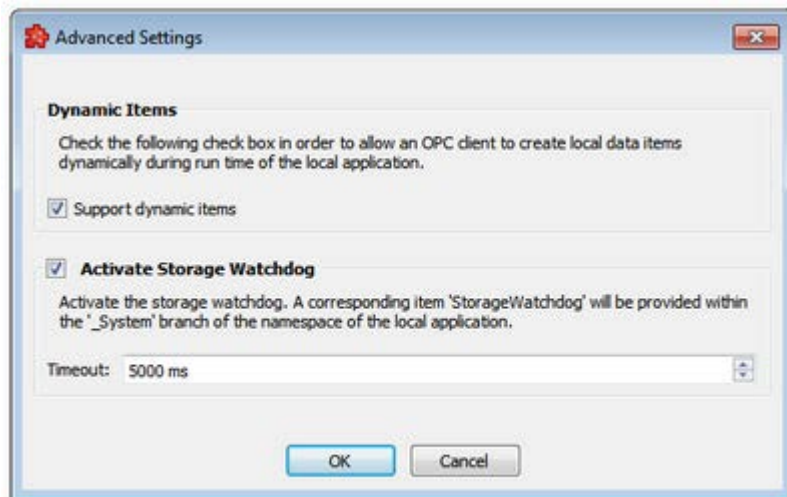 Advanced Settings
Dynamic Items
Check the following check box in order to allow an OPC client to create local data items
dynamically during run time of the local application.
Support dynamic items
Activate Storage Watchdog
Activate the storage watchdog. A corresponding item 'StorageWatchdog' will be provided within
the '_System' branch of the namespace of the local application.
Timeout: 5000 ms
OK Cancel